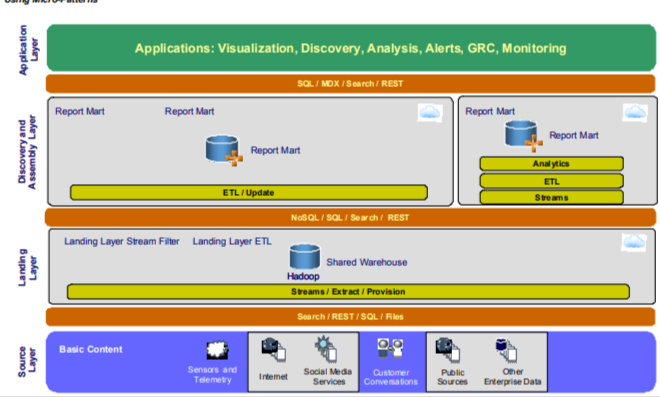 Using Micro-Patterns
Application
Layer
Applications: Visualization, Discovery, Analysis, Alerts, GRC, Monitoring
SQL / MDX / Search / REST
Discovery and
Assembly Layer
Report Mart
Report Mart
Report Mart
ETL / Update
Report Mart
Report Mart
Analytics
ETL
Streams
NoSQL / SQL / Search / REST
Landing
Layer
Landing Layer Stream Filter
Landing Layer ETL
Shared Warehouse
Hadoop
Streams / Extract / Provision
Search / REST / SQL / Files
Source
Layer
Basic Content
Sensors and
Telemetry
Internet
Social Media
Services
Customer
Conversations
Public
Sources
Other
Enterprise Data